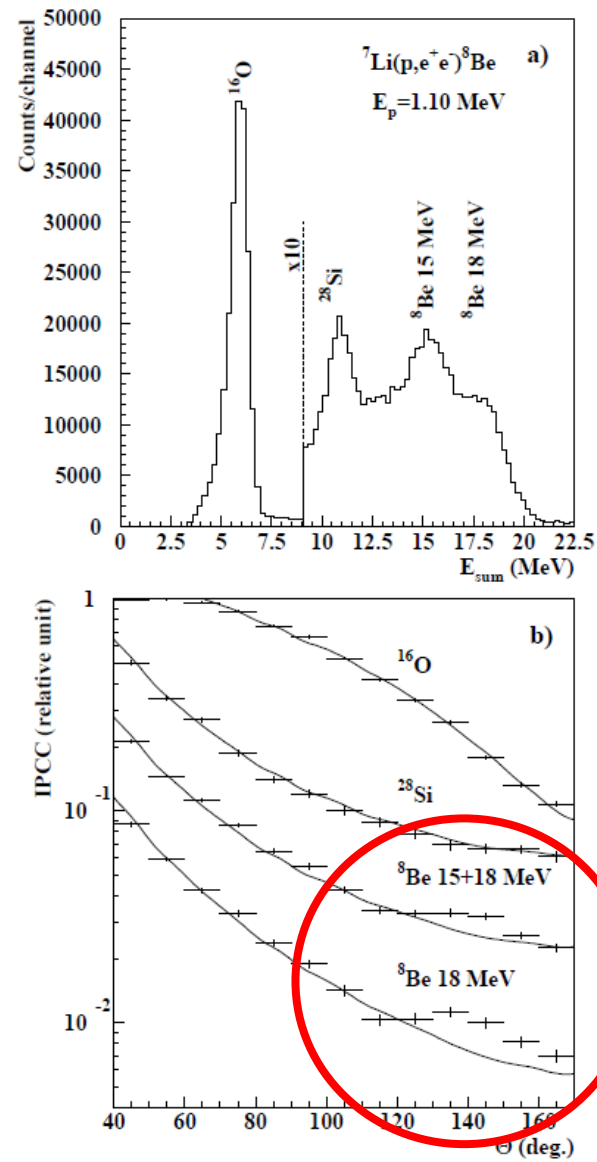 50000
45000
40000
35000
30000
25000
20000
15000
10000
5000
0
Counts/channel
⁷Li(p,e⁺e⁻)⁸Be a)
Eₚ=1.10 MeV
¹⁶O
x10
²⁸Si
⁸Be 15 MeV
⁸Be 18 MeV
0 2.5 5 7.5 10 12.5 15 17.5 20 22.5
E_sum (MeV)
IPCC (relative unit)
1
10⁻¹
10⁻²
b)
¹⁶O
²⁸Si
⁸Be 15+18 MeV
⁸Be 18 MeV
40 60 80 100 120 140 160
Θ (deg.)